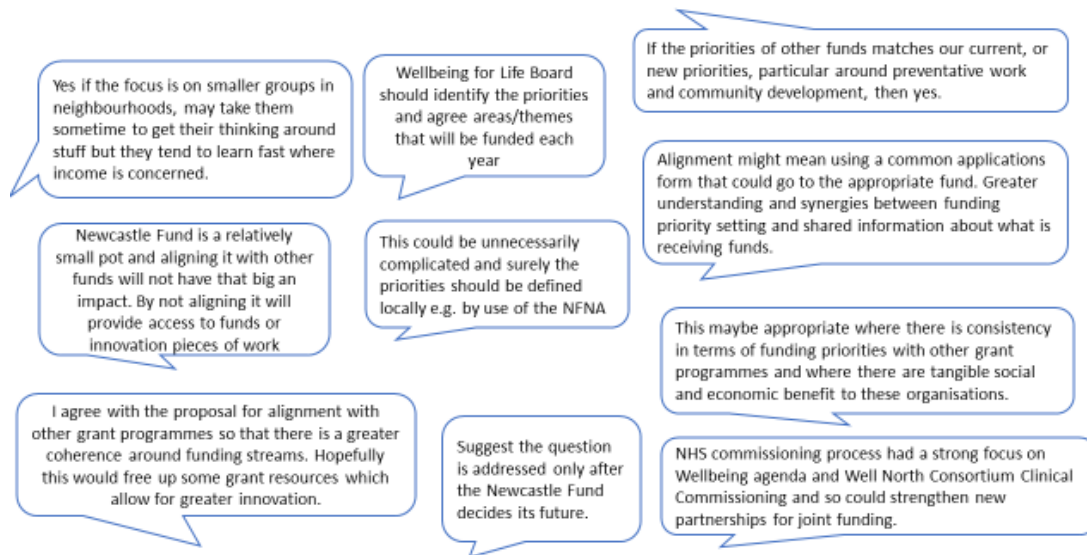 Yes if the focus is on smaller groups in
neighbourhoods, may take them
sometime to get their thinking around
stuff but they tend to learn fast where
income is concerned.
Wellbeing for Life Board
should identify the priorities
and agree areas/themes
that will be funded each
year
If the priorities of other funds matches our current, or
new priorities, particular around preventative work
and community development, then yes.
Alignment might mean using a common applications
form that could go to the appropriate fund. Greater
understanding and synergies between funding
priority setting and shared information about what is
receiving funds.
Newcastle Fund is a relatively
small pot and aligning it with other
funds will not have that big an
impact. By not aligning it will
provide access to funds or
innovation pieces of work
This could be unnecessarily
complicated and surely the
priorities should be defined
locally e.g. by use of the NFNA
This maybe appropriate where there is consistency
in terms of funding priorities with other grant
programmes and where there are tangible social
and economic benefit to these organisations.
I agree with the proposal for alignment with
other grant programmes so that there is a greater
coherence around funding streams. Hopefully
this would free up some grant resources which
allow for greater innovation.
Suggest the question
is addressed only after
the Newcastle Fund
decides its future.
NHS commissioning process had a strong focus on
Wellbeing agenda and Well North Consortium Clinical
Commissioning and so could strengthen new
partnerships for joint funding.